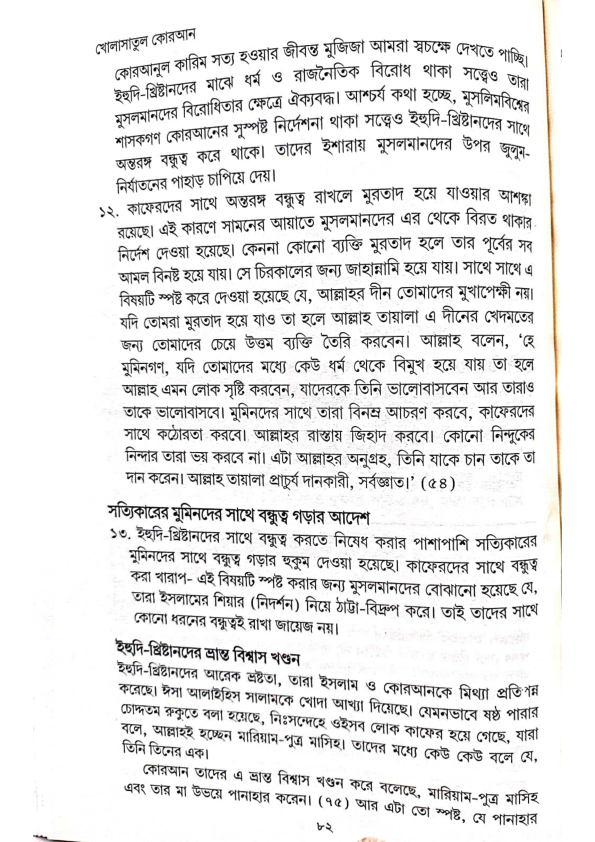 খোলাসাতুল কোরআন
কোরআনুল কারিম সত্য হওয়ার জীবন্ত মুজিজা আমরা স্বচক্ষে দেখতে পাচ্ছি।
ইহুদি-খ্রিষ্টানদের মাঝে ধর্ম ও রাজনৈতিক বিরোধ থাকা সত্ত্বেও তারা
মুসলমানদের বিরোধিতার ক্ষেত্রে ঐক্যবদ্ধ। আশ্চর্য কথা হচ্ছে, মুসলিমবিশ্বের
শাসকগণ কোরআনের সুস্পষ্ট নির্দেশনা থাকা সত্ত্বেও ইহুদি-খ্রিষ্টানদের সাথে
অন্তরঙ্গ বন্ধুত্ব করে থাকে। তাদের ইশারায় মুসলমানদের উপর জুলুম-
নির্যাতনের পাহাড় চাপিয়ে দেয়।
১২. কাফেরদের সাথে অন্তরঙ্গ বন্ধুত্ব রাখলে মুরতাদ হয়ে যাওয়ার আশঙ্কা
রয়েছে। এই কারণে সামনের আয়াতে মুসলমানদের এর থেকে বিরত থাকার
নির্দেশ দেওয়া হয়েছে। কেননা কোনো ব্যক্তি মুরতাদ হলে তার পূর্বের সব
আমল বিনষ্ট হয়ে যায়। সে চিরকালের জন্য জাহান্নামি হয়ে যায়। সাথে সাথে এ
বিষয়টি স্পষ্ট করে দেওয়া হয়েছে যে, আল্লাহর দীন তোমাদের মুখাপেক্ষী নয়।
যদি তোমরা মুরতাদ হয়ে যাও তা হলে আল্লাহ তায়ালা এ দীনের খেদমতের
জন্য তোমাদের চেয়ে উত্তম ব্যক্তি তৈরি করবেন। আল্লাহ বলেন, ‘হে
মুমিনগণ, যদি তোমাদের মধ্যে কেউ ধর্ম থেকে বিমুখ হয়ে যায় তা হলে
আল্লাহ এমন লোক সৃষ্টি করবেন, যাদেরকে তিনি ভালোবাসবেন আর তারাও
তাকে ভালোবাসবে। মুমিনদের সাথে তারা বিনম্র আচরণ করবে, কাফেরদের
সাথে কঠোরতা করবে। আল্লাহর রাস্তায় জিহাদ করবে। কোনো নিন্দুকের
নিন্দার তারা ভয় করবে না। এটা আল্লাহর অনুগ্রহ, তিনি যাকে চান তাকে তা
দান করেন। আল্লাহ তায়ালা প্রাচুর্য দানকারী, সর্বজ্ঞাত।’ (৫৪)
সত্যিকারের মুমিনদের সাথে বন্ধুত্ব গড়ার আদেশ
১৩. ইহুদি-খ্রিষ্টানদের সাথে বন্ধুত্ব করতে নিষেধ করার পাশাপাশি সত্যিকারের
মুমিনদের সাথে বন্ধুত্ব গড়ার হুকুম দেওয়া হয়েছে। কাফেরদের সাথে বন্ধুত্ব
করা খারাপ- এই বিষয়টি স্পষ্ট করার জন্য মুসলমানদের বোঝানো হয়েছে যে,
তারা ইসলামের শিয়ার (নিদর্শন) নিয়ে ঠাট্টা-বিদ্রুপ করে। তাই তাদের সাথে
কোনো ধরনের বন্ধুত্বই রাখা জায়েজ নয়।
ইহুদি-খ্রিষ্টানদের ভ্রান্ত বিশ্বাস খণ্ডন
ইহুদি-খ্রিষ্টানদের আরেক ভ্রষ্টতা, তারা ইসলাম ও কোরআনকে মিথ্যা প্রতিপন্ন
করেছে। ঈসা আলাইহিস সালামকে খোদা আখ্যা দিয়েছে। যেমনভাবে ষষ্ঠ পারার
চোদ্দতম রুকুতে বলা হয়েছে, নিঃসন্দেহে ওইসব লোক কাফের হয়ে গেছে, যারা
বলে, আল্লাহই হচ্ছেন মারিয়াম-পুত্র মাসিহ। তাদের মধ্যে কেউ কেউ বলে যে,
তিনি তিনের এক।
কোরআন তাদের এ ভ্রান্ত বিশ্বাস খণ্ডন করে বলেছে, মারিয়াম-পুত্র মাসিহ
এবং তার মা উভয়ে পানাহার করেন। (৭৫) আর এটা তো স্পষ্ট, যে পানাহার
৮২